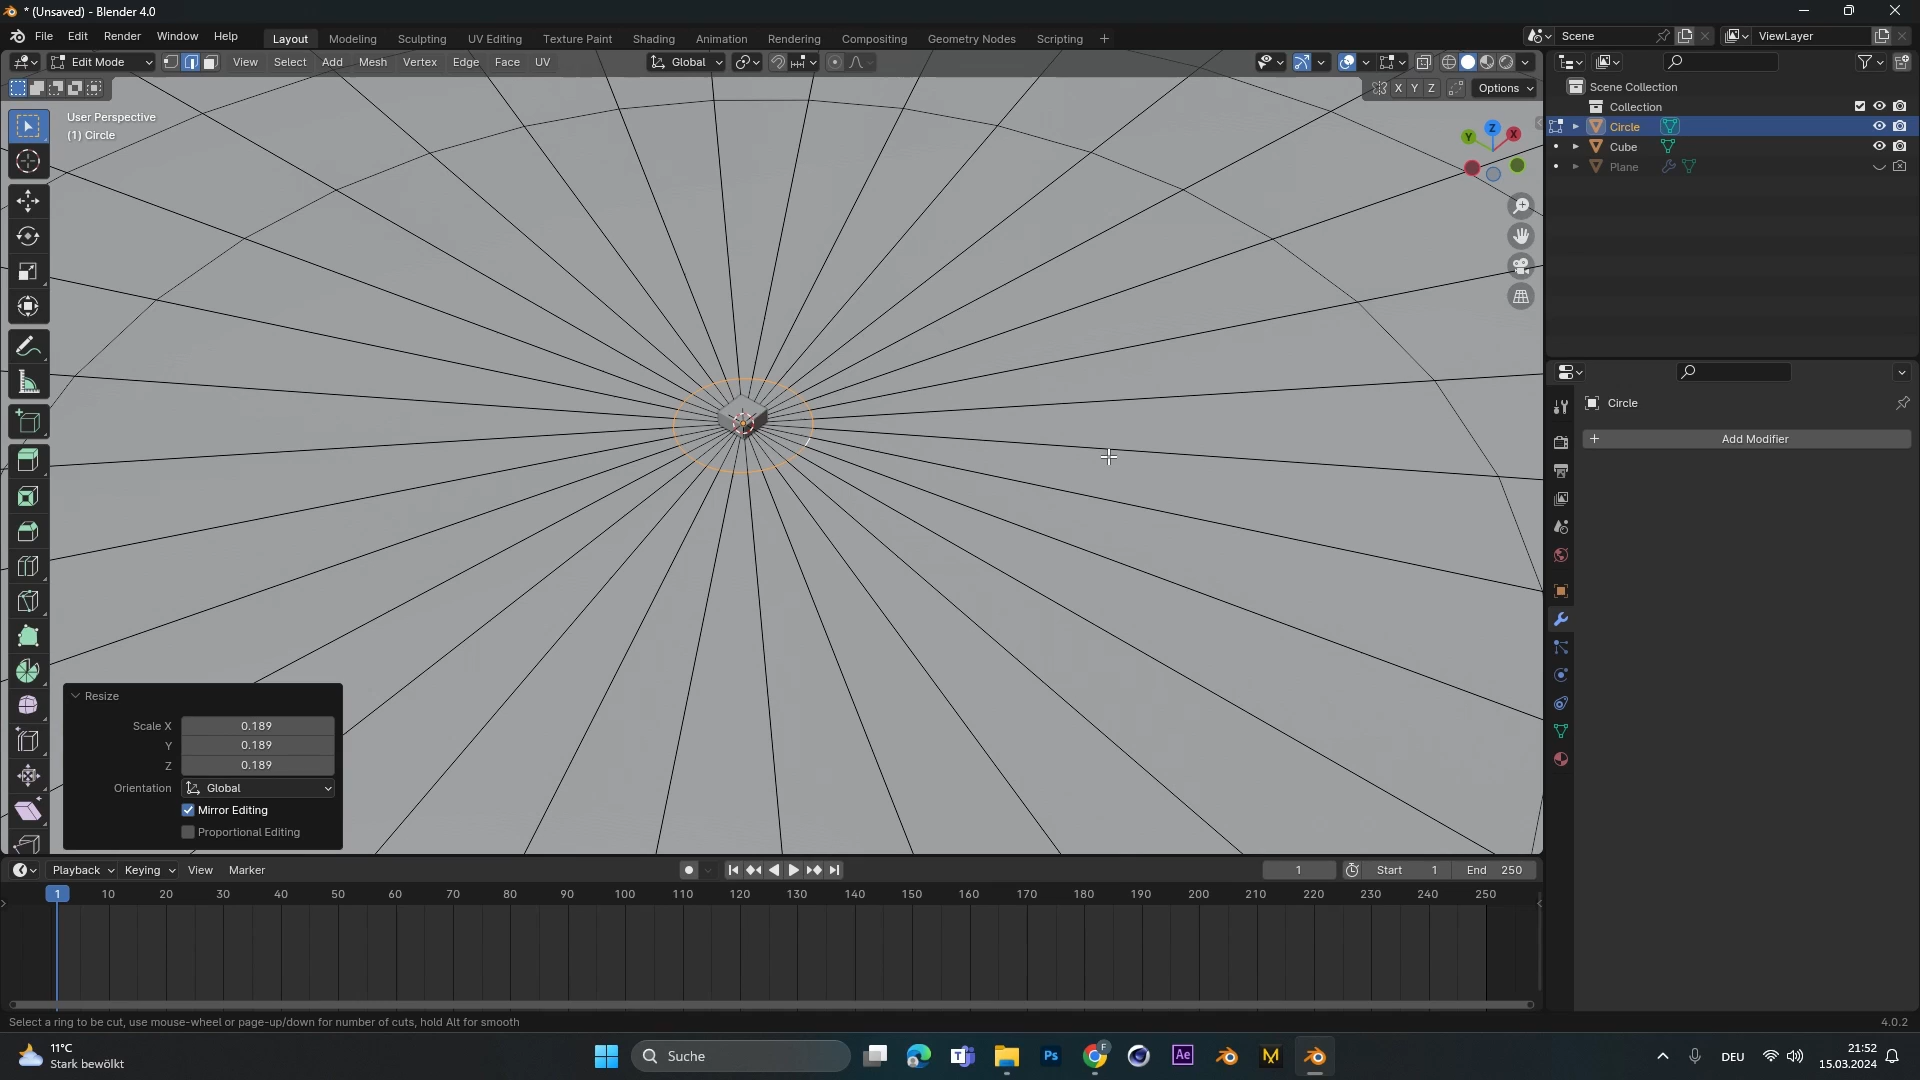 * (Unsaved) - Blender 4.0
File Edit Render Window Help Layout Modeling Sculpting UV Editing Texture Paint Shading Animation Rendering Compositing Geometry Nodes Scripting + Scene ViewLayer
Edit Mode View Select Add Mesh Vertex Edge Face UV Global
X Y Z Options
User Perspective
(1) Circle
Z
Y
X
Scene Collection
Collection
Circle
Cube
Plane
Circle
+ Add Modifier
Resize
Scale X 0.189
Y 0.189
Z 0.189
Orientation Global
Mirror Editing
Proportional Editing
Playback Keying View Marker 1 Start 1 End 250
1 10 20 30 40 50 60 70 80 90 100 110 120 130 140 150 160 170 180 190 200 210 220 230 240 250
Select a ring to be cut, use mouse-wheel or page-up/down for number of cuts, hold Alt for smooth 4.0.2
11°C
Stark bewölkt
Suche
T
Ps
F
Ae
M
DEU
21:52
15.03.2024